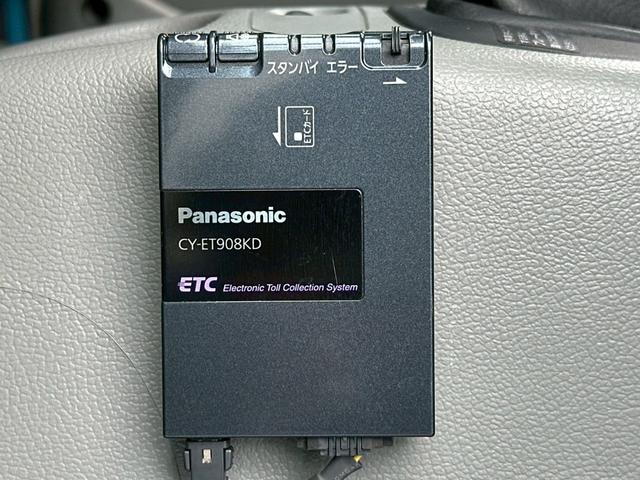 スタンバイ エラー
ETCカード
Panasonic
CY-ET908KD
ETC Electronic Toll Collection System